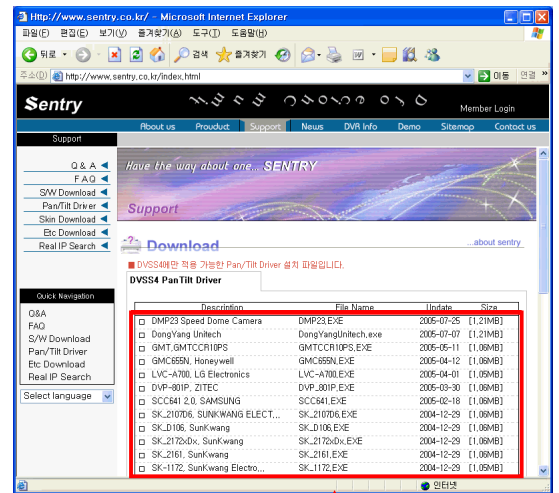 Http://www.sentry.co.kr/ - Microsoft Internet Explorer
파일(F) 편집(E) 보기(V) 즐겨찾기(A) 도구(T) 도움말(H)
뒤로 검색 즐겨찾기
주소(D) http://www.sentry.co.kr/index.html 이동 연결 »
Sentry
Member Login
About us Prouduct Support News DVR Info Demo Sitemap Contact us
Support
Q & A
F A Q
S/W Download
Pan/Tilt Driver
Skin Download
Etc Download
Real IP Search
Have the way about one... SENTRY
Support
Download
...about sentry
DVSS4에만 적용 가능한 Pan/Tilt Driver 설치 파일입니다.
DVSS4 PanTilt Driver
Quick Navigation
Q&A
FAQ
S/W Download
Pan/Tilt Driver
Etc Download
Real IP Search
Select language
Description File Name Update Size
DMP23 Speed Dome Camera DMP23.EXE 2005-07-25 [1,21MB]
DongYang Unitech DongYangUnitech.exe 2005-07-07 [1,21MB]
GMT,GMTCCR10PS GMTCCR10PS.EXE 2005-05-11 [1,06MB]
GMC655N, Honeywell GMC655N.EXE 2005-04-12 [1,06MB]
LVC-A700, LG Electronics LVC-A700.EXE 2005-04-01 [1,05MB]
DVP-801P, ZITEC DVP_801P.EXE 2005-03-30 [1,06MB]
SCC641 2,0, SAMSUNG SCC641.EXE 2005-02-18 [1,06MB]
SK_2107D6, SUNKWANG ELECT... SK_2107D6.EXE 2004-12-29 [1,06MB]
SK_D106, SunKwang SK_D106.EXE 2004-12-29 [1,06MB]
SK_2172xDx, SunKwang SK_2172xDx.EXE 2004-12-29 [1,06MB]
SK_2161, SunKwang SK_2161.EXE 2004-12-29 [1,06MB]
SK-1172, SunKwang Electro... SK_1172.EXE 2004-12-29 [1,05MB]
인터넷